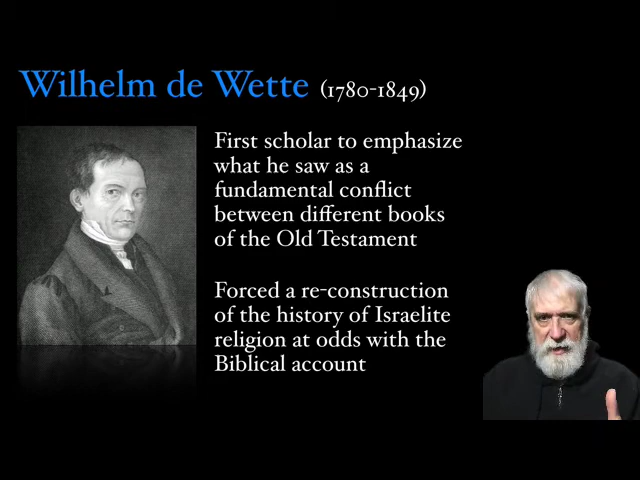 Wilhelm de Wette (1780-1849)
First scholar to emphasize
what he saw as a
fundamental conflict
between different books
of the Old Testament
Forced a re-construction
of the history of Israelite
religion at odds with the
Biblical account